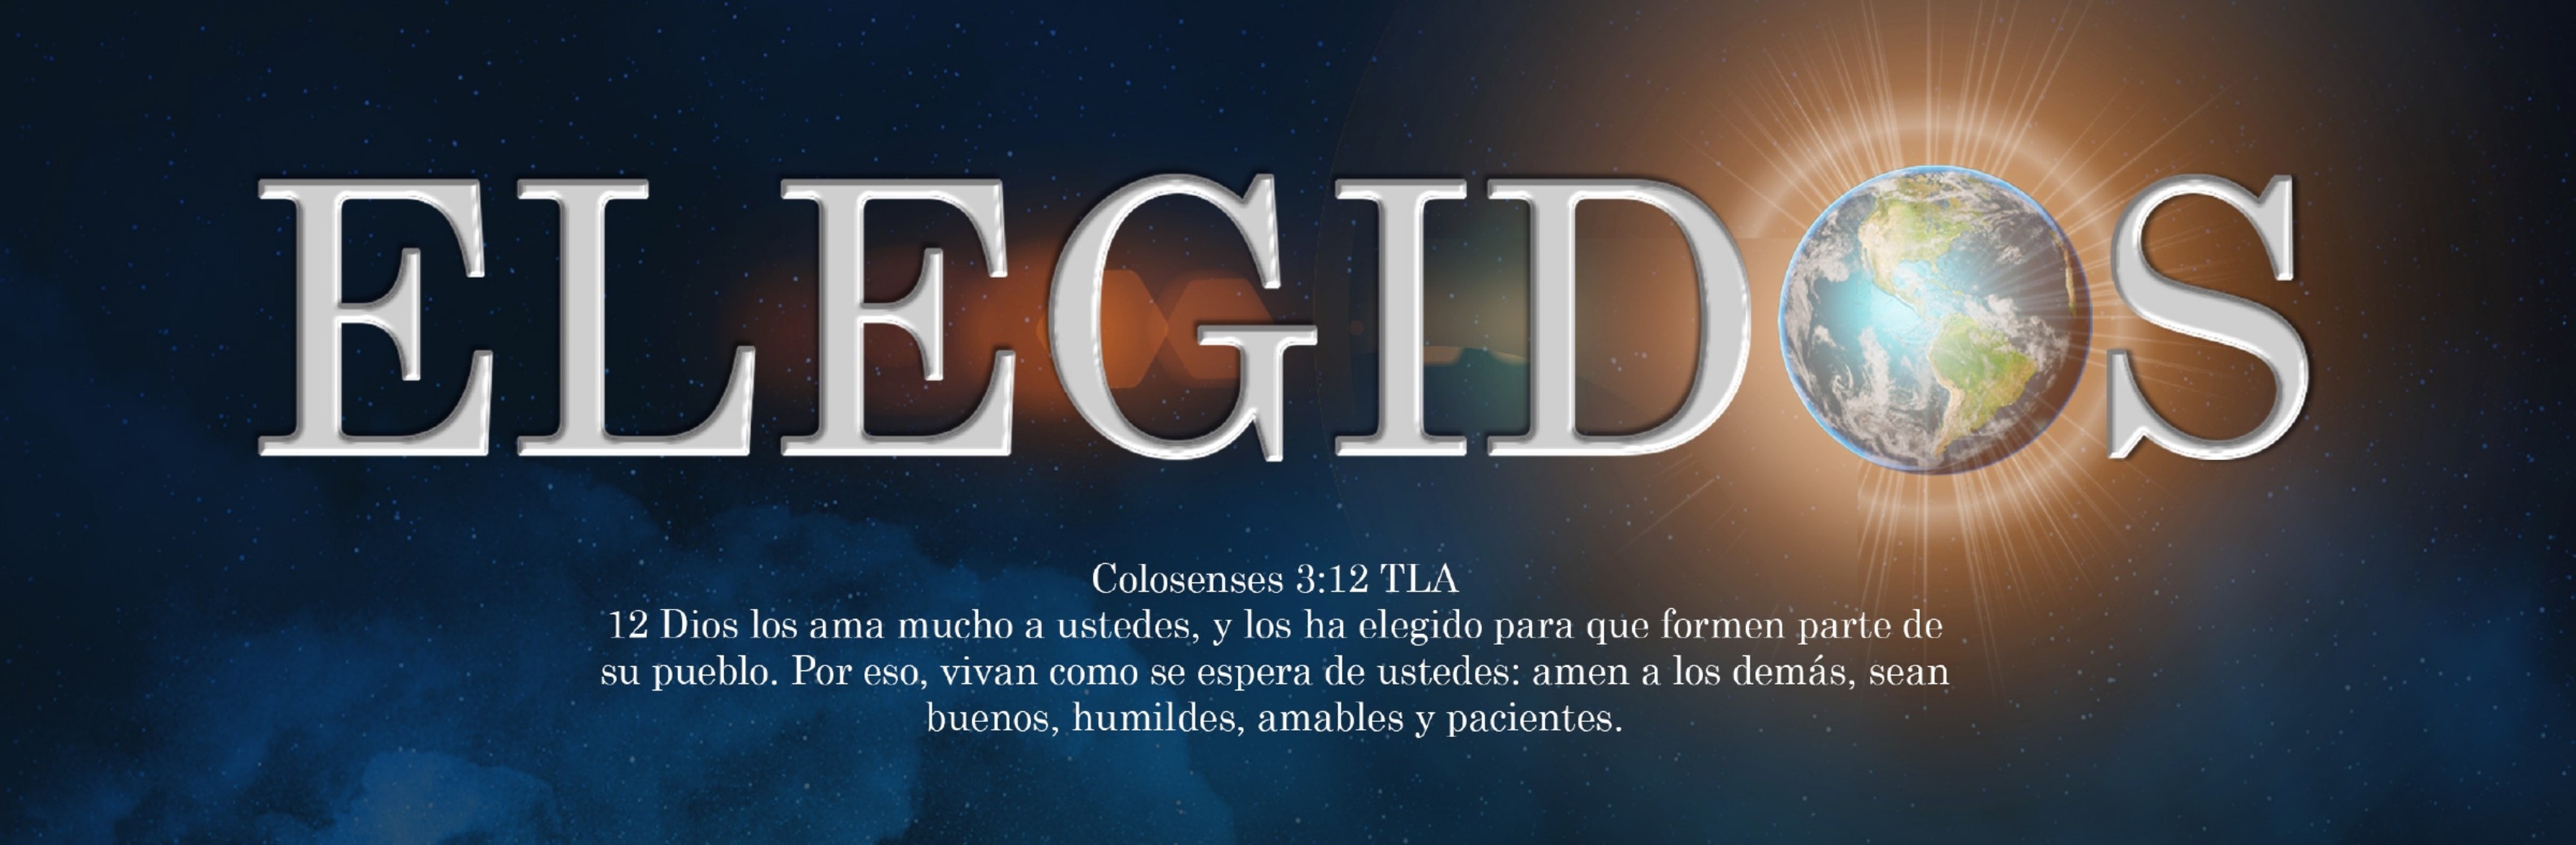 ELEGIDOS
Colosenses 3:12 TLA
12 Dios los ama mucho a ustedes, y los ha elegido para que formen parte de
su pueblo. Por eso, vivan como se espera de ustedes: amen a los demás, sean
buenos, humildes, amables y pacientes.